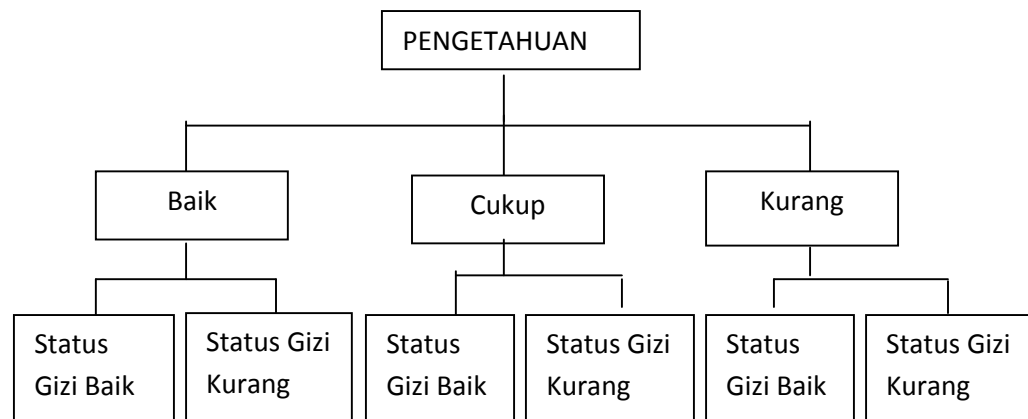 PENGETAHUAN
Baik
Cukup
Kurang
Status
Gizi Baik
Status Gizi
Kurang
Status
Gizi Baik
Status Gizi
Kurang
Status
Gizi Baik
Status Gizi
Kurang